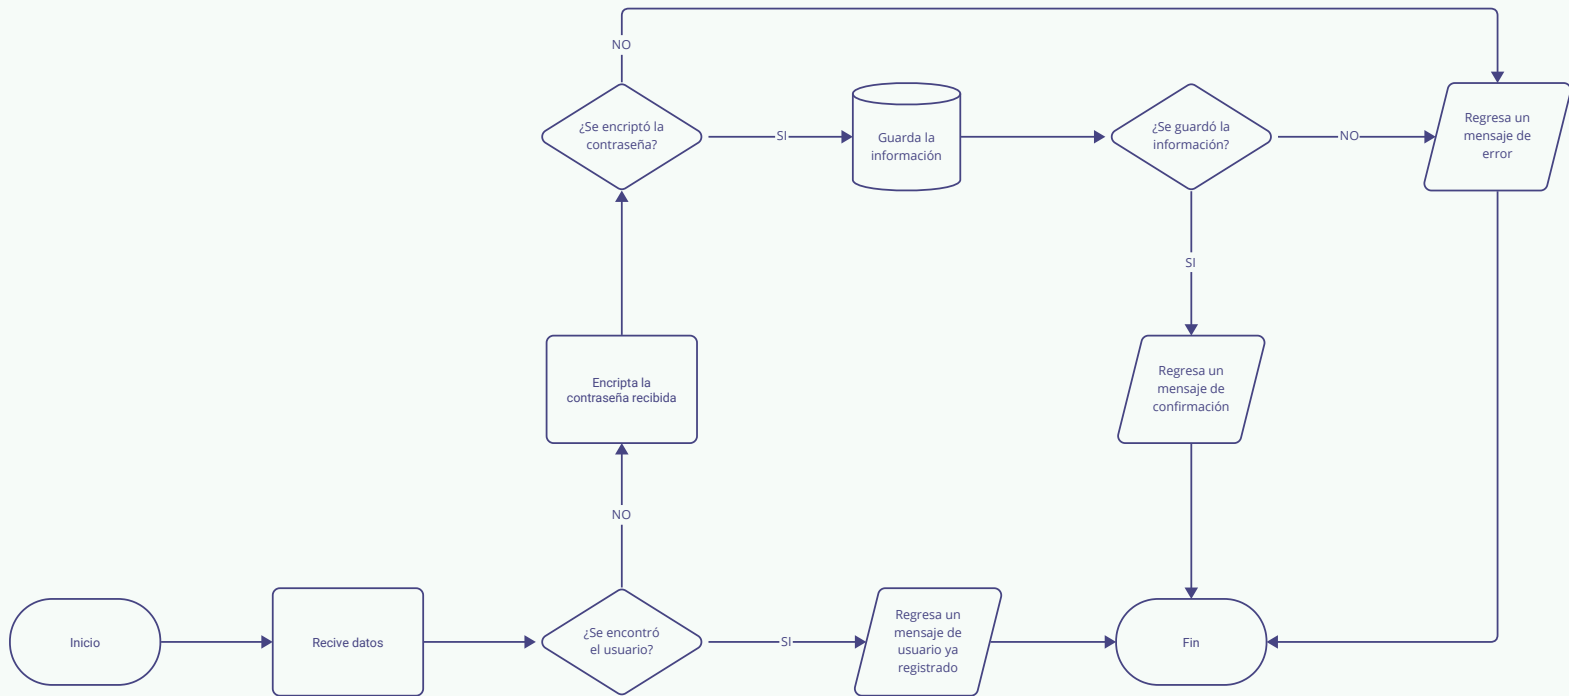 NO
¿Se encriptó la
contraseña?
SI
Guarda la
información
¿Se guardó la
información?
NO
Regresa un
mensaje de
error
SI
Encripta la
contraseña recibida
Regresa un
mensaje de
confirmación
NO
Inicio
Recive datos
¿Se encontró
el usuario?
SI
Regresa un
mensaje de
usuario ya
registrado
Fin